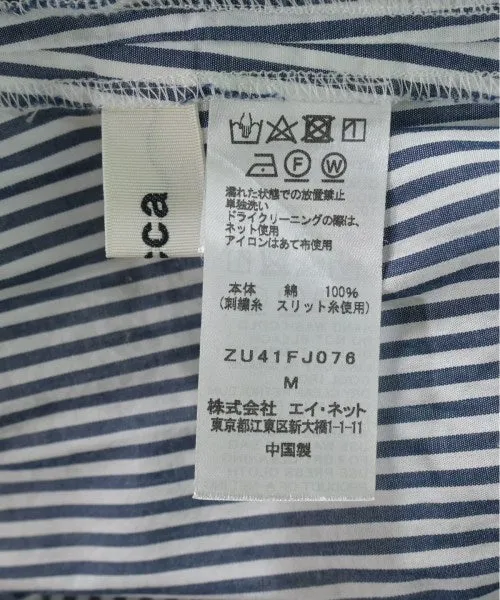 cca
濡れた状態での放置禁止
単独洗い
ドライクリーニングの際は、
ネット使用
アイロンはあて布使用
本体 綿 100%
(刺繍糸 スリット糸使用)
ZU41FJ076
M
株式会社 エイ・ネット
東京都江東区新大橋1-1-11
中国製
F
W